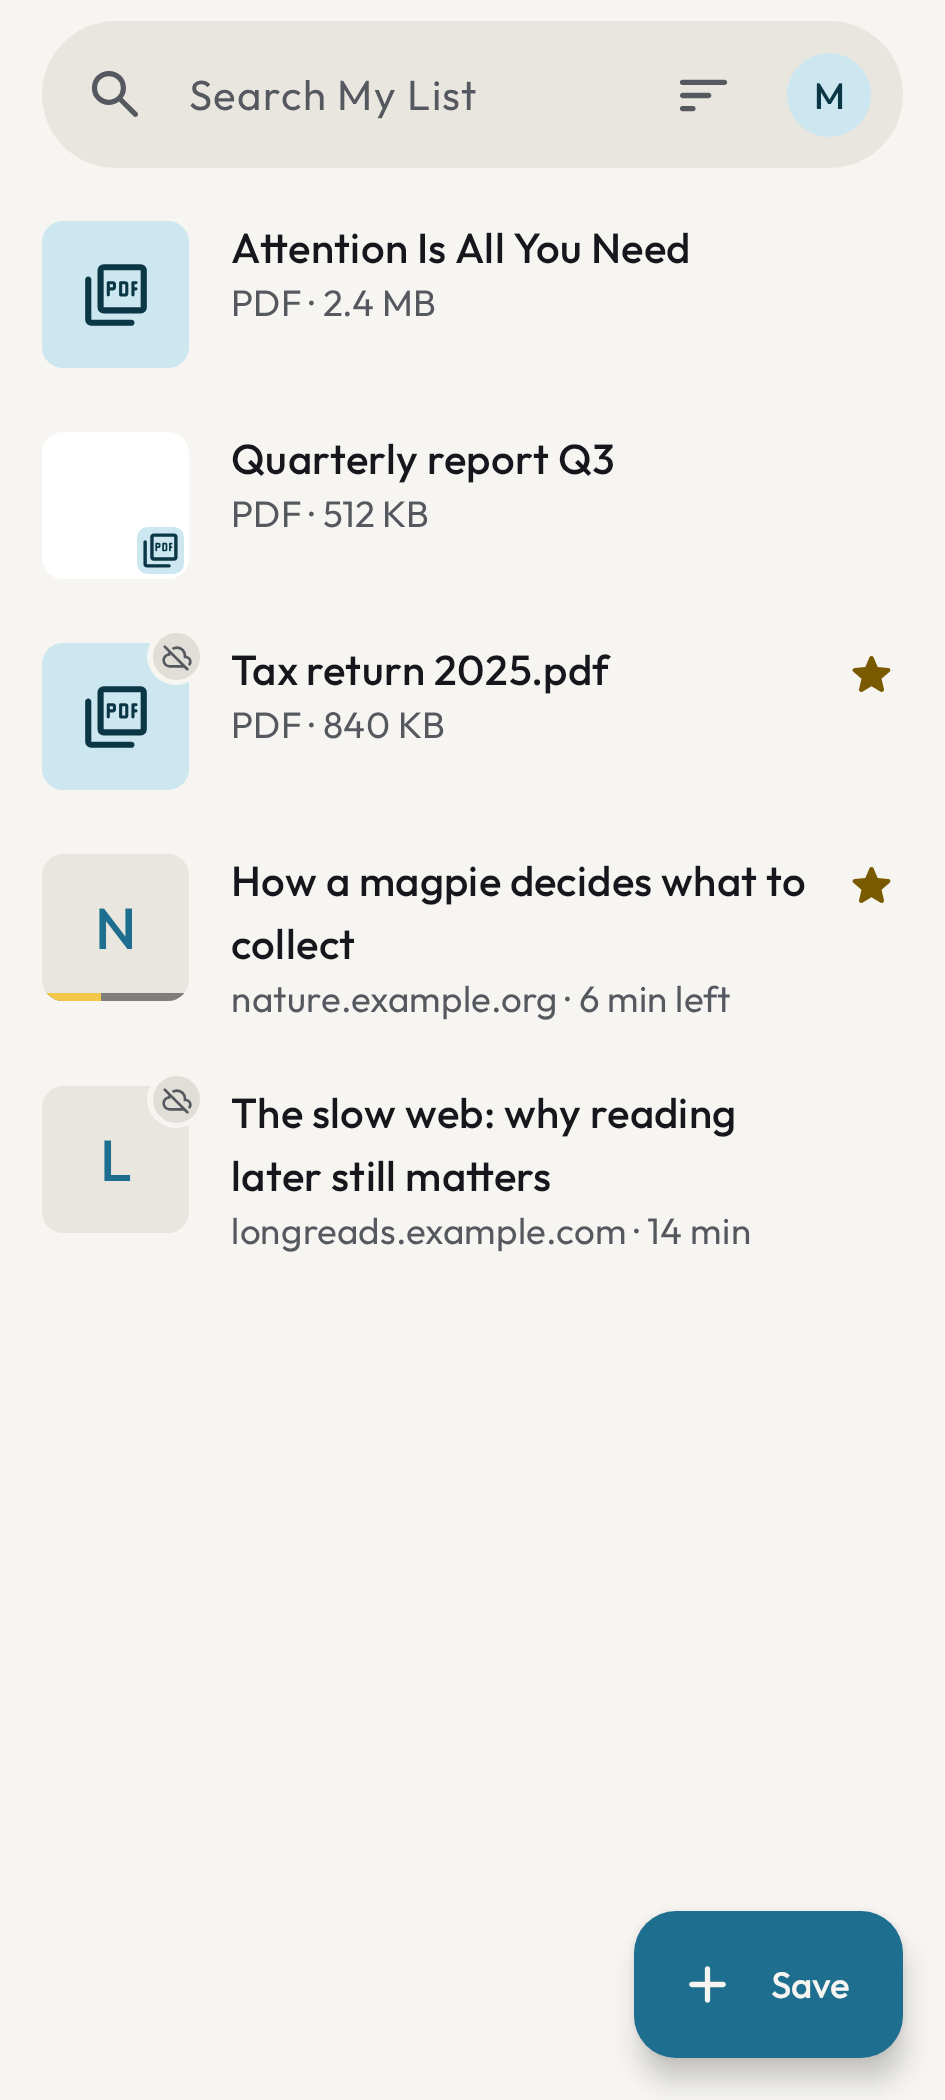 Search My List
M
PDF
Attention Is All You Need
PDF · 2.4 MB
Quarterly report Q3
PDF · 512 KB
PDF
Tax return 2025.pdf
PDF · 840 KB
PDF
How a magpie decides what to
collect
nature.example.org · 6 min left
N
The slow web: why reading
later still matters
longreads.example.com · 14 min
L
Save